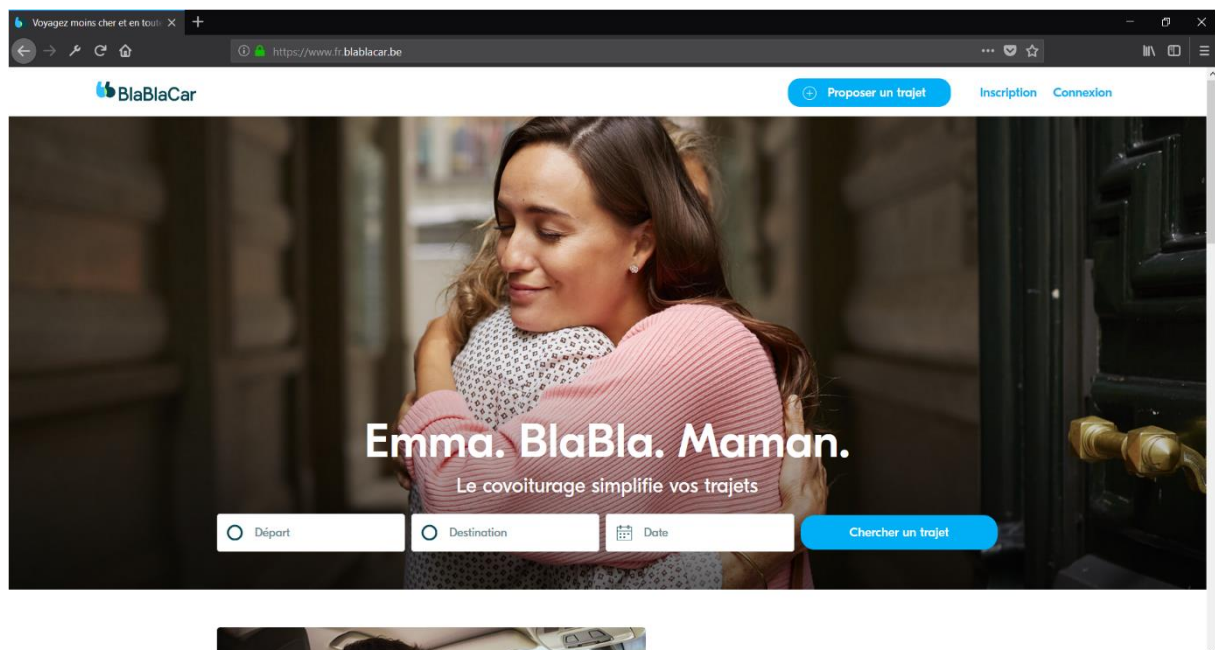 Voyagez moins cher et en tout
https://www.fr.blablacar.be
BlaBlaCar
Proposer un trajet
Inscription
Connexion
Emma. BlaBla. Maman.
Le covoiturage simplifie vos trajets
Départ
Destination
Date
Chercher un trajet